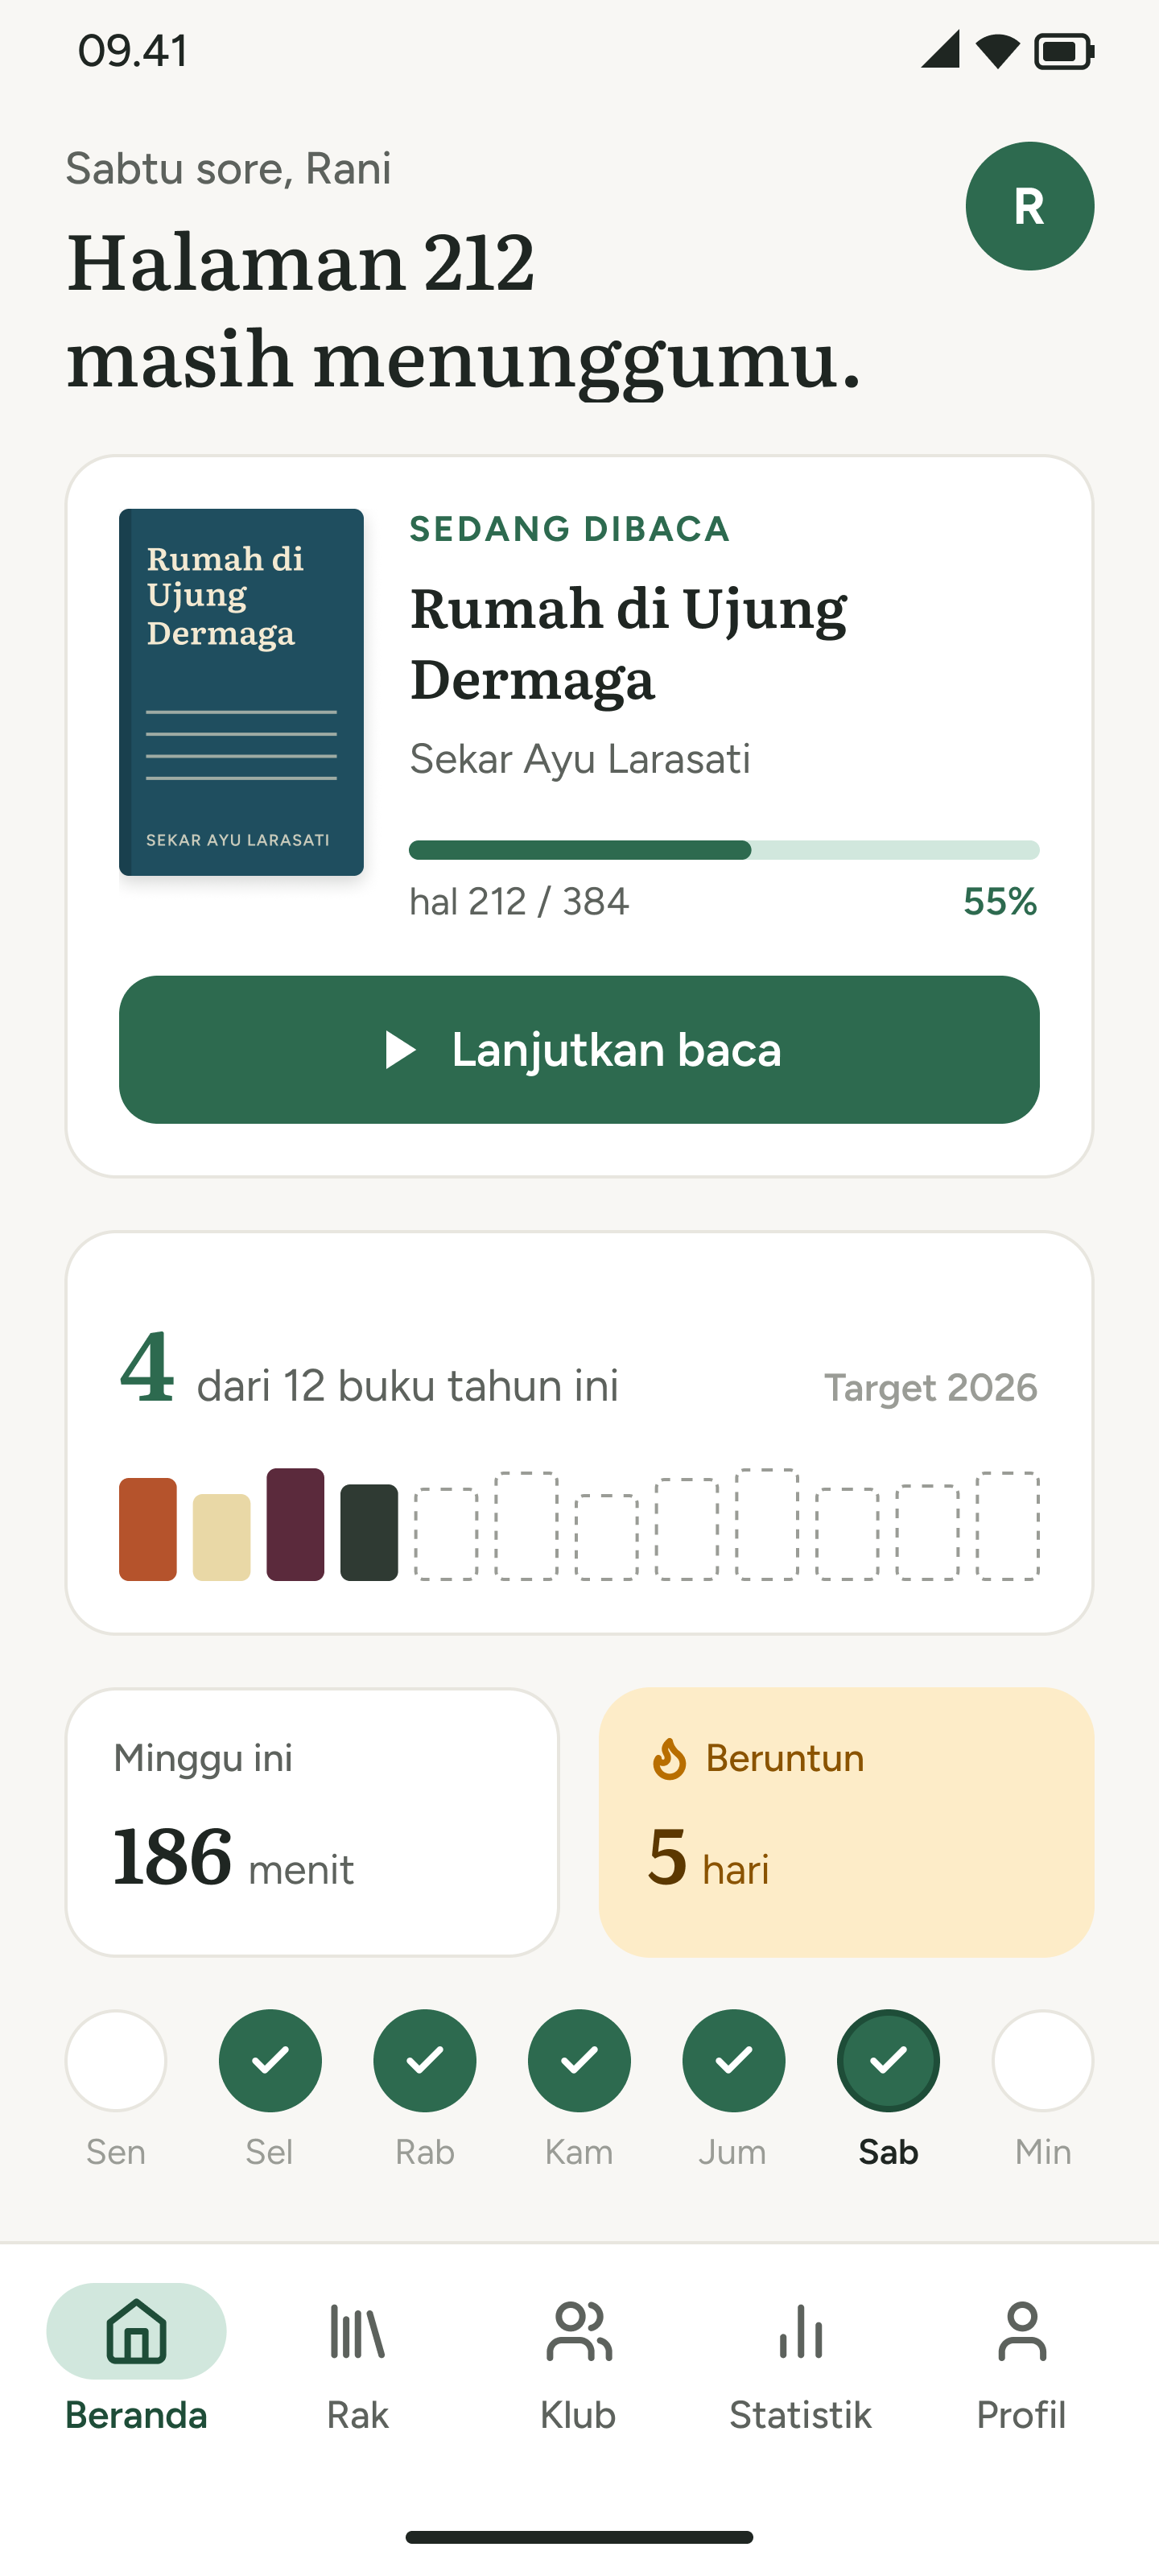 09.41
Sabtu sore, Rani
R
Halaman 212
masih menunggumu.
Rumah di
Ujung
Dermaga
SEKAR AYU LARASATI
SEDANG DIBACA
Rumah di Ujung
Dermaga
Sekar Ayu Larasati
hal 212 / 384
55%
Lanjutkan baca
4 dari 12 buku tahun ini
Target 2026
Minggu ini
186 menit
Beruntun
5 hari
Sen Sel Rab Kam Jum Sab Min
Beranda Rak Klub Statistik Profil